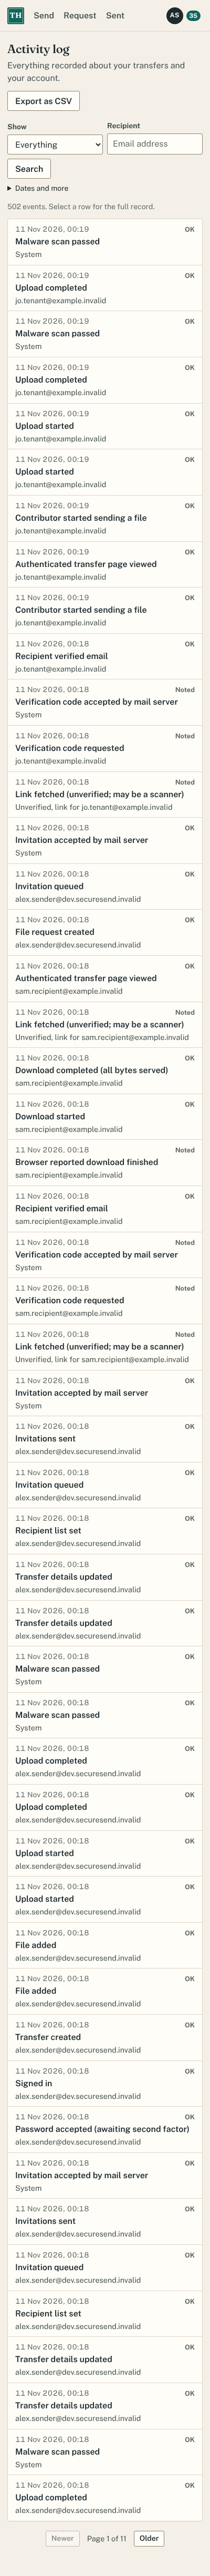 TH Send Request Sent AS 35
Activity log
Everything recorded about your transfers and
your account.
Export as CSV
Show Recipient
Everything Email address
Search
Dates and more
502 events. Select a row for the full record.
11 Nov 2026, 00:19 OK
Malware scan passed
System
11 Nov 2026, 00:19 OK
Upload completed
jo.tenant@example.invalid
11 Nov 2026, 00:19 OK
Malware scan passed
System
11 Nov 2026, 00:19 OK
Upload completed
jo.tenant@example.invalid
11 Nov 2026, 00:19 OK
Upload started
jo.tenant@example.invalid
11 Nov 2026, 00:19 OK
Upload started
jo.tenant@example.invalid
11 Nov 2026, 00:19 OK
Contributor started sending a file
jo.tenant@example.invalid
11 Nov 2026, 00:19 OK
Authenticated transfer page viewed
jo.tenant@example.invalid
11 Nov 2026, 00:19 OK
Contributor started sending a file
jo.tenant@example.invalid
11 Nov 2026, 00:18 OK
Recipient verified email
jo.tenant@example.invalid
11 Nov 2026, 00:18 Noted
Verification code accepted by mail server
System
11 Nov 2026, 00:18 Noted
Verification code requested
jo.tenant@example.invalid
11 Nov 2026, 00:18 Noted
Link fetched (unverified; may be a scanner)
Unverified, link for jo.tenant@example.invalid
11 Nov 2026, 00:18 OK
Invitation accepted by mail server
System
11 Nov 2026, 00:18 OK
Invitation queued
alex.sender@dev.securesend.invalid
11 Nov 2026, 00:18 OK
File request created
alex.sender@dev.securesend.invalid
11 Nov 2026, 00:18 OK
Authenticated transfer page viewed
sam.recipient@example.invalid
11 Nov 2026, 00:18 Noted
Link fetched (unverified; may be a scanner)
Unverified, link for sam.recipient@example.invalid
11 Nov 2026, 00:18 OK
Download completed (all bytes served)
sam.recipient@example.invalid
11 Nov 2026, 00:18 OK
Download started
sam.recipient@example.invalid
11 Nov 2026, 00:18 Noted
Browser reported download finished
sam.recipient@example.invalid
11 Nov 2026, 00:18 OK
Recipient verified email
sam.recipient@example.invalid
11 Nov 2026, 00:18 Noted
Verification code accepted by mail server
System
11 Nov 2026, 00:18 Noted
Verification code requested
sam.recipient@example.invalid
11 Nov 2026, 00:18 Noted
Link fetched (unverified; may be a scanner)
Unverified, link for sam.recipient@example.invalid
11 Nov 2026, 00:18 OK
Invitation accepted by mail server
System
11 Nov 2026, 00:18 OK
Invitations sent
alex.sender@dev.securesend.invalid
11 Nov 2026, 00:18 OK
Invitation queued
alex.sender@dev.securesend.invalid
11 Nov 2026, 00:18 OK
Recipient list set
alex.sender@dev.securesend.invalid
11 Nov 2026, 00:18 OK
Transfer details updated
alex.sender@dev.securesend.invalid
11 Nov 2026, 00:18 OK
Transfer details updated
alex.sender@dev.securesend.invalid
11 Nov 2026, 00:18 OK
Malware scan passed
System
11 Nov 2026, 00:18 OK
Malware scan passed
System
11 Nov 2026, 00:18 OK
Upload completed
alex.sender@dev.securesend.invalid
11 Nov 2026, 00:18 OK
Upload completed
alex.sender@dev.securesend.invalid
11 Nov 2026, 00:18 OK
Upload started
alex.sender@dev.securesend.invalid
11 Nov 2026, 00:18 OK
Upload started
alex.sender@dev.securesend.invalid
11 Nov 2026, 00:18 OK
File added
alex.sender@dev.securesend.invalid
11 Nov 2026, 00:18 OK
File added
alex.sender@dev.securesend.invalid
11 Nov 2026, 00:18 OK
Transfer created
alex.sender@dev.securesend.invalid
11 Nov 2026, 00:18 OK
Signed in
alex.sender@dev.securesend.invalid
11 Nov 2026, 00:18 OK
Password accepted (awaiting second factor)
alex.sender@dev.securesend.invalid
11 Nov 2026, 00:18 OK
Invitation accepted by mail server
System
11 Nov 2026, 00:18 OK
Invitations sent
alex.sender@dev.securesend.invalid
11 Nov 2026, 00:18 OK
Invitation queued
alex.sender@dev.securesend.invalid
11 Nov 2026, 00:18 OK
Recipient list set
alex.sender@dev.securesend.invalid
11 Nov 2026, 00:18 OK
Transfer details updated
alex.sender@dev.securesend.invalid
11 Nov 2026, 00:18 OK
Transfer details updated
alex.sender@dev.securesend.invalid
11 Nov 2026, 00:18 OK
Malware scan passed
System
11 Nov 2026, 00:18 OK
Upload completed
alex.sender@dev.securesend.invalid
Newer Page 1 of 11 Older